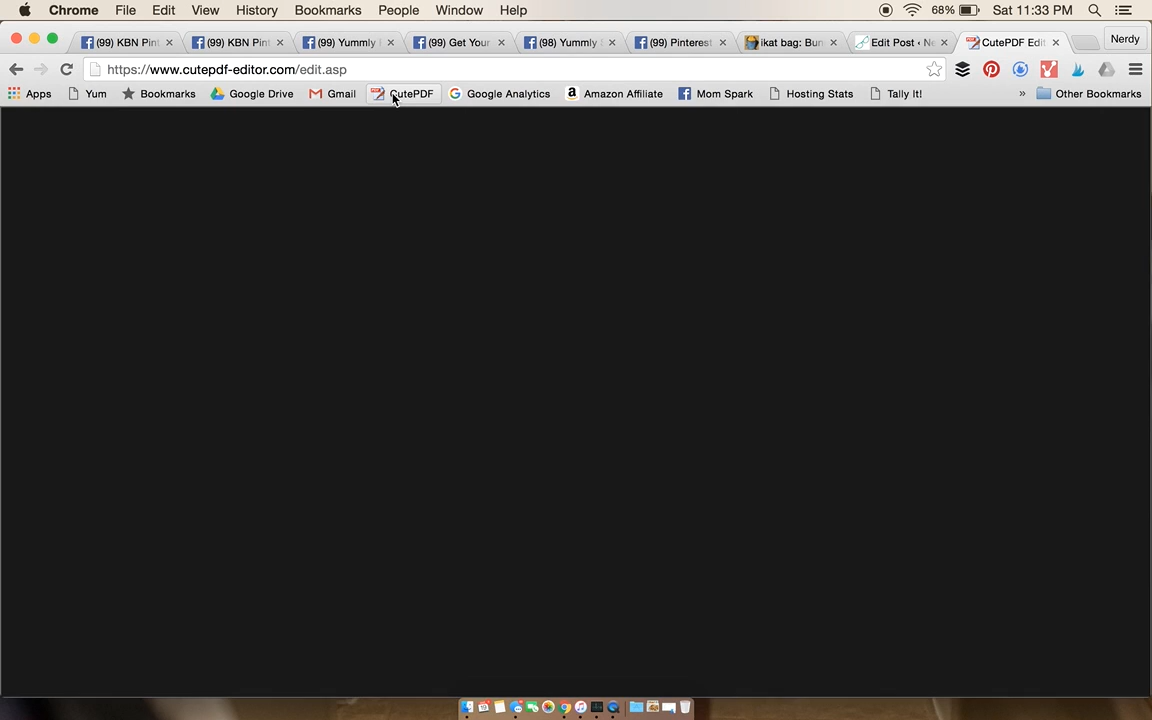 Chrome File Edit View History Bookmarks People Window Help 68% Sat 11:33 PM
(99) KBN Pint (99) KBN Pint (99) Yummly (99) Get Your (98) Yummly (99) Pinterest ikat bag: Bun Edit Post ‹ Ne CutePDF Edit Nerdy
https://www.cutepdf-editor.com/edit.asp
Apps Yum Bookmarks Google Drive Gmail CutePDF Google Analytics Amazon Affiliate Mom Spark Hosting Stats Tally It! » Other Bookmarks